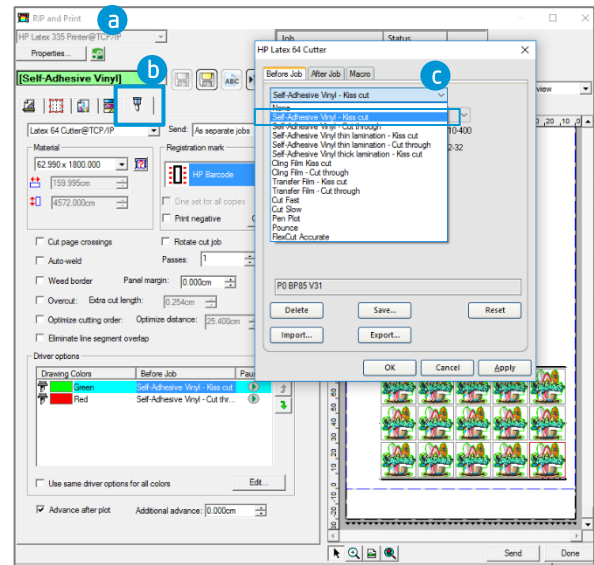 RIP and Print
a
HP Latex 335 Printer@TCP/IP
Job
Status
Properties...
b
[Self-Adhesive Vinyl]
ABC
HP Latex 64 Cutter
c
Before Job
After Job
Macro
Self-Adhesive Vinyl - Kiss cut
None
Self-Adhesive Vinyl - Kiss cut
Self-Adhesive Vinyl - Cut through
Self-Adhesive Vinyl thin lamination - Kiss cut
Self-Adhesive Vinyl thin lamination - Cut through
Self-Adhesive Vinyl thick lamination - Kiss cut
Cling Film Kiss cut
Cling Film - Cut through
Transfer Film - Kiss cut
Transfer Film - Cut through
Cut Fast
Cut Slow
Pen Plot
Pounce
FlexCut Accurate
10-400
2-32
P0 BP85 V31
Delete
Save...
Reset
Import...
Export...
OK
Cancel
Apply
view
20 10 0
Latex 64 Cutter@TCP/IP
Send: As separate jobs
Material
Registration mark
62.990 x 1800.000
HP Barcode
159.995cm
4572.000cm
One set for all copies
Print negative
Cut page crossings
Rotate cut job
Auto-weld
Passes: 1
Weed border
Panel margin: 0.000cm
Overcut: Extra cut length: 0.254cm
Optimize cutting order: Optimize distance: 25.400cm
Eliminate line segment overlap
Driver options
Drawing Colors
Before Job
Green
Self-Adhesive Vinyl - Kiss cut
Red
Self-Adhesive Vinyl - Cut thr...
Use same driver options for all colors
Edit...
Advance after plot
Additional advance: 0.000cm
Send
Done